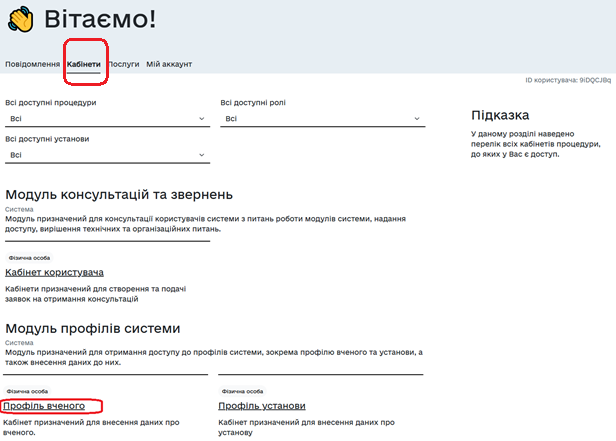 Вітаємо!
Повідомлення Кабінети Послуги Мій аккаунт
ID користувача: 9iDQCJBq
Всі доступні процедури
Всі
Всі доступні ролі
Всі
Всі доступні установи
Всі
Підказка
У даному розділі наведено
перелік всіх кабінетів процедури,
до яких у Вас є доступ.
Модуль консультацій та звернень
Система
Модуль призначений для консультації користувачів системи з питань роботи модулів системи, надання
доступу, вирішення технічних та організаційних питань.
Фізична особа
Кабінет користувача
Кабінети призначений для створення та подачі
заявок на отримання консультацій
Модуль профілів системи
Система
Модуль призначений для отримання доступу до профілів системи, зокрема профілю вченого та установи, а
також внесення даних до них.
Фізична особа
Профіль вченого
Кабінет призначений для внесення даних про
вченого.
Фізична особа
Профіль установи
Кабінет призначений для внесення даних про
установу